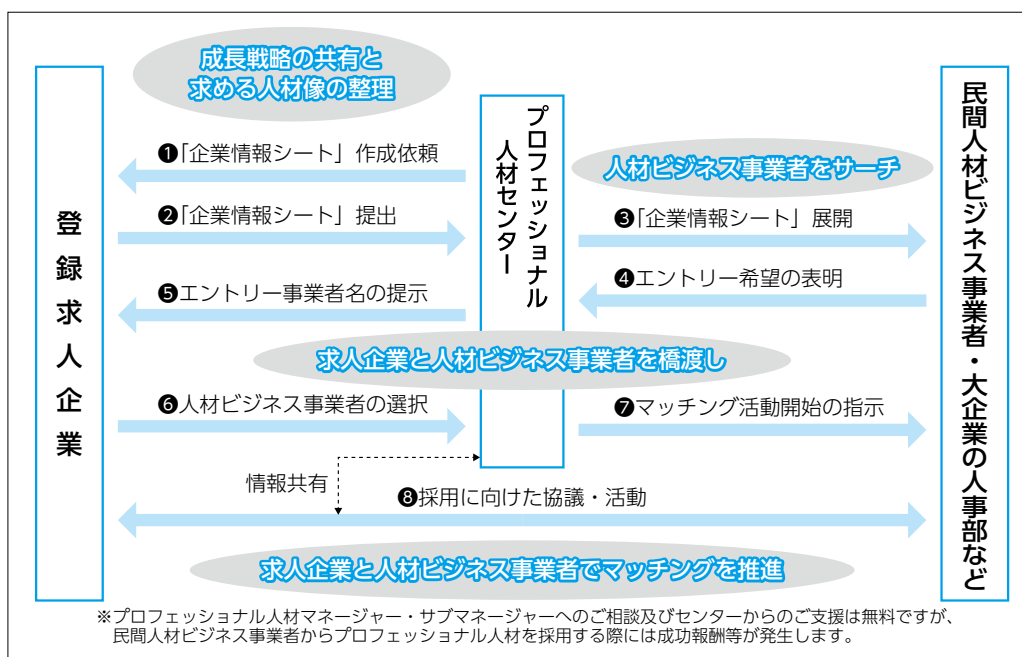 成長戦略の共有と
求める人材像の整理
登録求人企業
プロフェッショナル
人材センター
民間人材ビジネス事業者・大企業の人事部など
❶「企業情報シート」作成依頼
人材ビジネス事業者をサーチ
❷「企業情報シート」提出
❸「企業情報シート」展開
❹エントリー希望の表明
❺エントリー事業者名の提示
求人企業と人材ビジネス事業者を橋渡し
❻人材ビジネス事業者の選択
❼マッチング活動開始の指示
情報共有
❽採用に向けた協議・活動
求人企業と人材ビジネス事業者でマッチングを推進
※プロフェッショナル人材マネージャー・サブマネージャーへのご相談及びセンターからのご支援は無料ですが、
民間人材ビジネス事業者からプロフェッショナル人材を採用する際には成功報酬等が発生します。